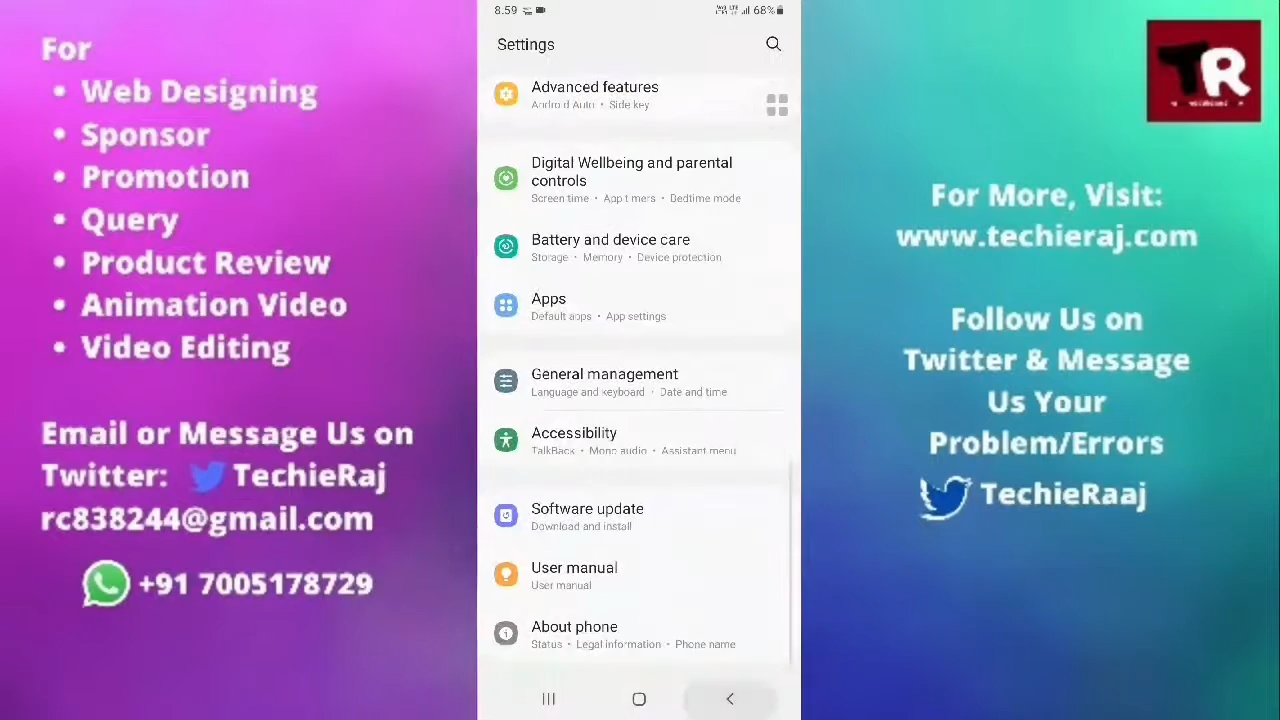 For
• Web Designing
• Sponsor
• Promotion
• Query
• Product Review
• Animation Video
• Video Editing
Email or Message Us on
Twitter: TechieRaj
rc838244@gmail.com
+91 7005178729
8.59
68%
Settings
Advanced features
Android Auto • Side key
Digital Wellbeing and parental
controls
Screen time • App timers • Bedtime mode
Battery and device care
Storage • Memory • Device protection
Apps
Default apps • App settings
General management
Language and keyboard • Date and time
Accessibility
TalkBack • Mono audio • Assistant menu
Software update
Download and install
User manual
User manual
About phone
Status • Legal information • Phone name
TR
For More, Visit:
www.techieraj.com
Follow Us on
Twitter & Message
Us Your
Problem/Errors
TechieRaaj